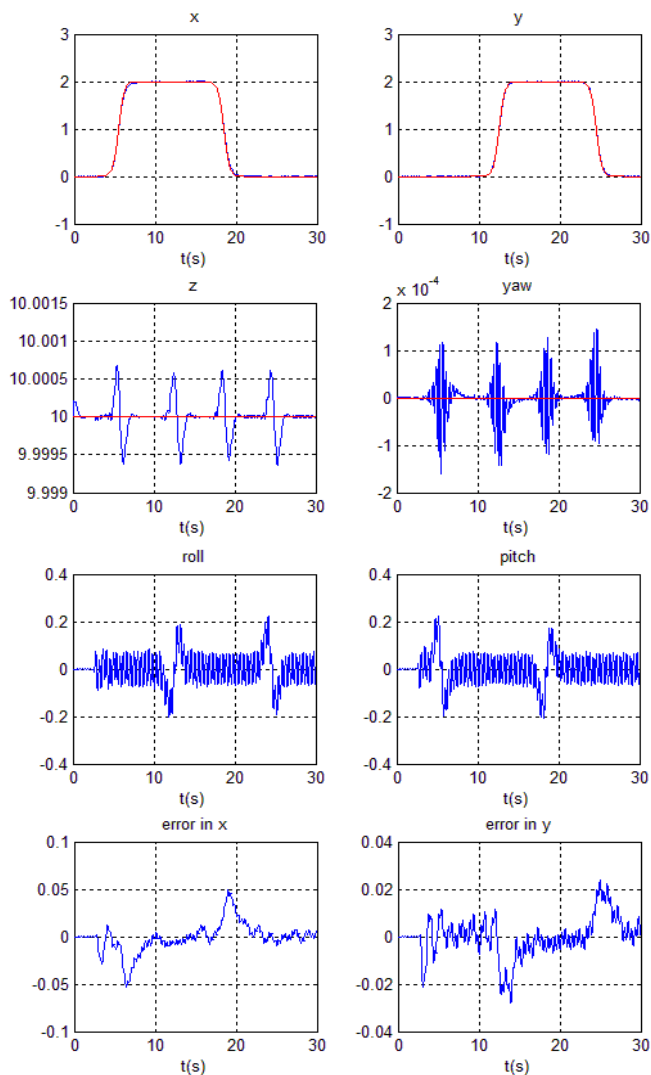 x
3
2
1
0
-1
0 10 20 30
t(s)
y
3
2
1
0
-1
0 10 20 30
t(s)
z
10.0015
10.001
10.0005
10
9.9995
9.999
0 10 20 30
t(s)
yaw
x 10^-4
2
1
0
-1
-2
0 10 20 30
t(s)
roll
0.4
0.2
0
-0.2
-0.4
0 10 20 30
t(s)
pitch
0.4
0.2
0
-0.2
-0.4
0 10 20 30
t(s)
error in x
0.1
0.05
0
-0.05
-0.1
0 10 20 30
t(s)
error in y
0.04
0.02
0
-0.02
-0.04
0 10 20 30
t(s)